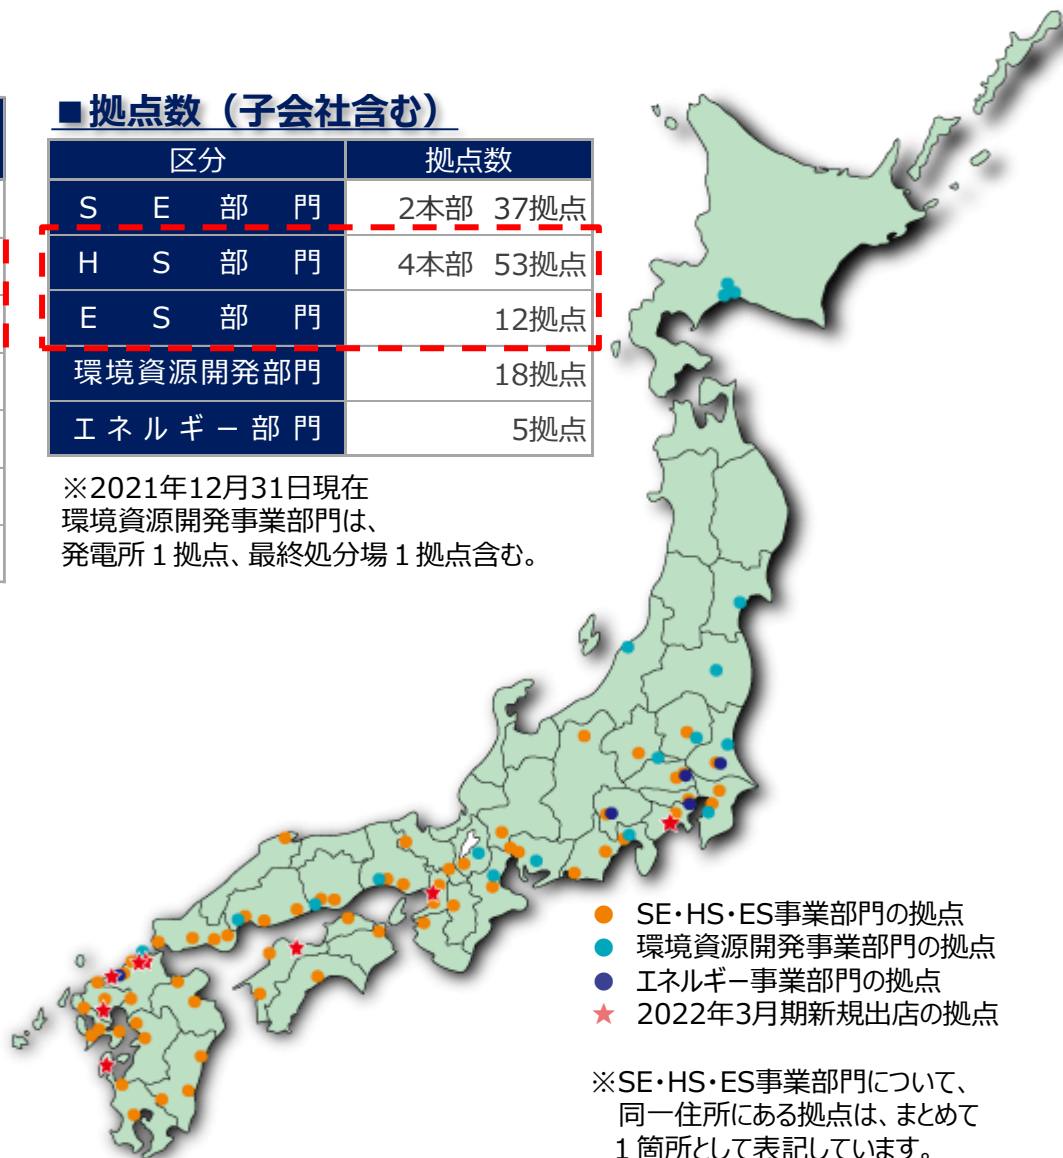 ■拠点数（子会社含む）
区分 拠点数
SE部門 2本部 37拠点
HS部門 4本部 53拠点
ES部門 12拠点
環境資源開発部門 18拠点
エネルギー部門 5拠点
※2021年12月31日現在
環境資源開発事業部門は、
発電所１拠点、最終処分場１拠点含む。
SE・HS・ES事業部門の拠点
環境資源開発事業部門の拠点
エネルギー事業部門の拠点
★ 2022年3月期新規出店の拠点
※SE・HS・ES事業部門について、
同一住所にある拠点は、まとめて
１箇所として表記しています。